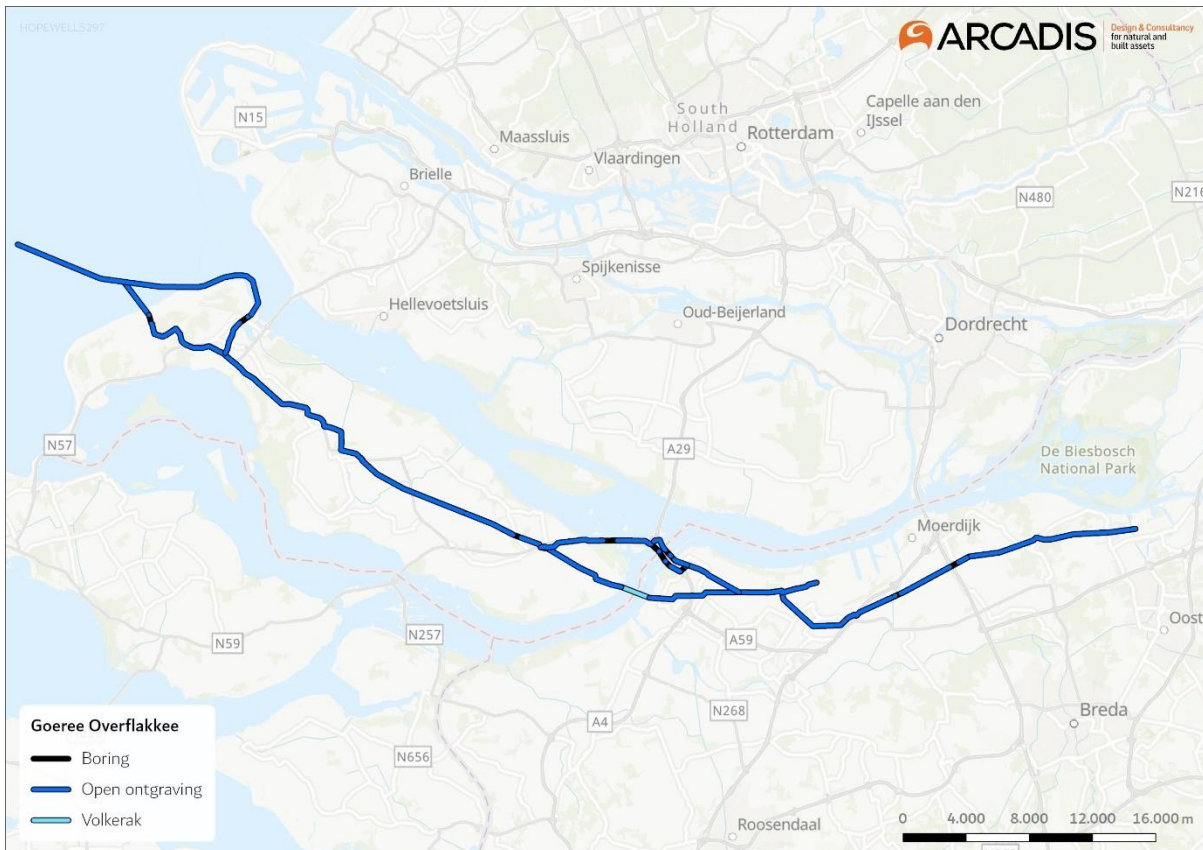 HOPEWELLS297
ARCADIS
Design & Consultancy
for natural and
built assets
N15
Maassluis
South
Holland
Capelle aan den
IJssel
Rotterdam
Vlaardingen
Brielle
N480
N216
Spijkenisse
Hellevoetsluis
Oud-Beijerland
Dordrecht
N57
A29
De Biesbosch
National Park
Moerdijk
N59
N257
A59
Oost
A4
N268
Breda
N656
Roosendaal
Goeree Overflakkee
Boring
Open ontgraving
Volkerak
0 4.000 8.000 12.000 16.000 m